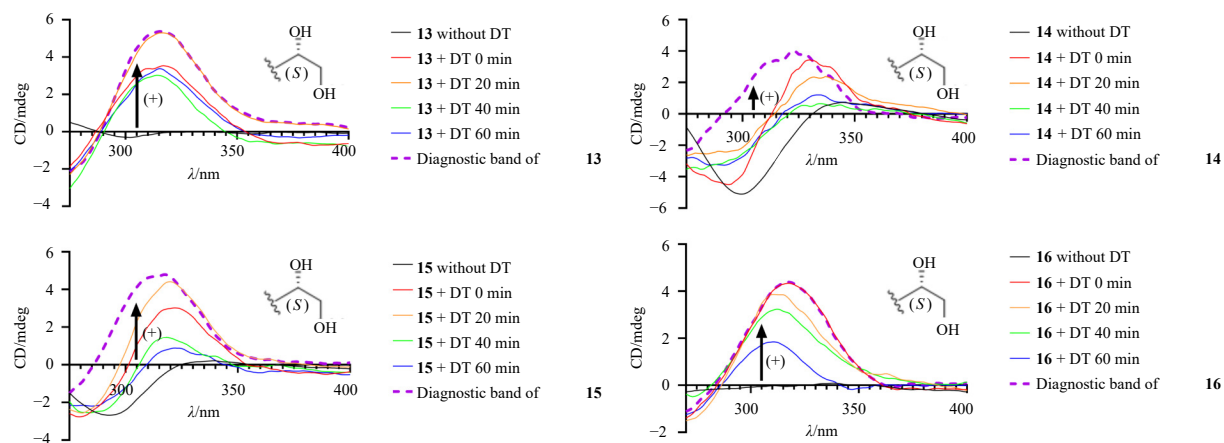 6
4
2
0
−2
−4
CD/mdeg
300
350
400
λ/nm
(+)
OH
(S)
OH
13 without DT
13 + DT 0 min
13 + DT 20 min
13 + DT 40 min
13 + DT 60 min
Diagnostic band of 13
6
4
2
0
−2
−4
−6
CD/mdeg
300
350
400
λ/nm
(+)
OH
(S)
OH
14 without DT
14 + DT 0 min
14 + DT 20 min
14 + DT 40 min
14 + DT 60 min
Diagnostic band of 14
6
4
2
0
−2
−4
CD/mdeg
300
350
400
λ/nm
(+)
OH
(S)
OH
15 without DT
15 + DT 0 min
15 + DT 20 min
15 + DT 40 min
15 + DT 60 min
Diagnostic band of 15
6
4
2
0
−2
CD/mdeg
300
350
400
λ/nm
(+)
OH
(S)
OH
16 without DT
16 + DT 0 min
16 + DT 20 min
16 + DT 40 min
16 + DT 60 min
Diagnostic band of 16